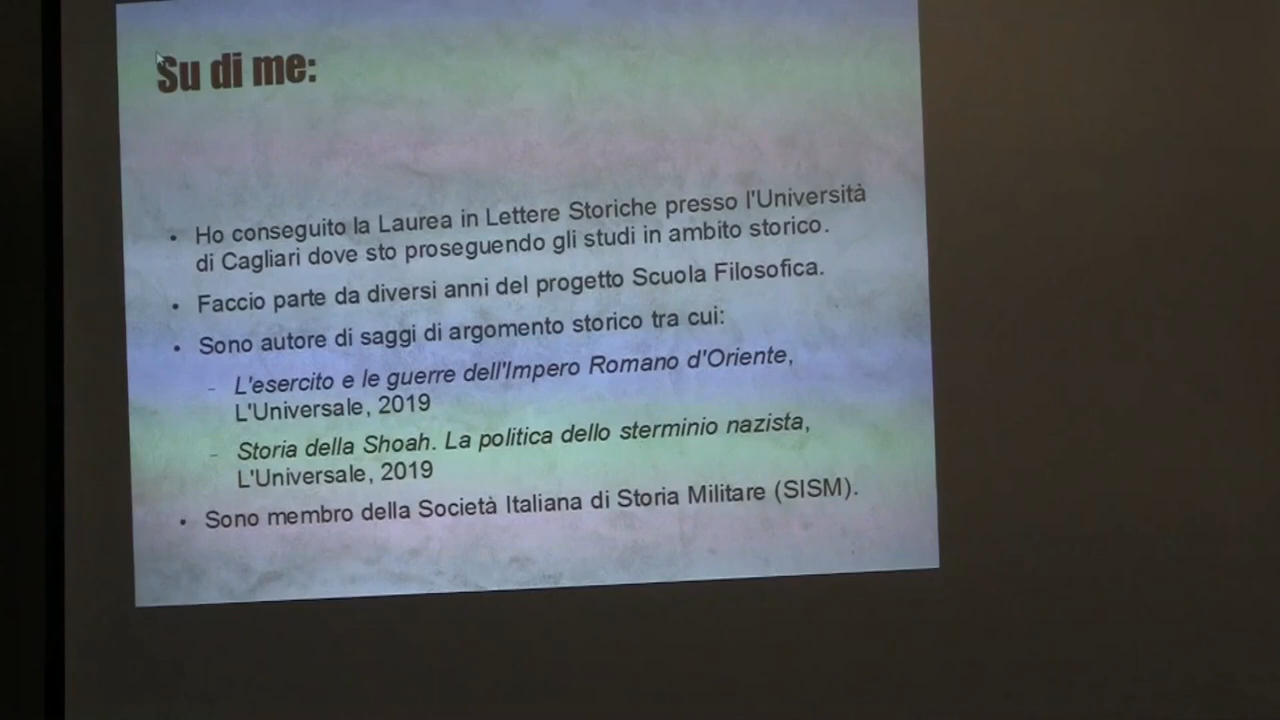 Su di me:
• Ho conseguito la Laurea in Lettere Storiche presso l'Università
di Cagliari dove sto proseguendo gli studi in ambito storico.
• Faccio parte da diversi anni del progetto Scuola Filosofica.
• Sono autore di saggi di argomento storico tra cui:
– L'esercito e le guerre dell'Impero Romano d'Oriente,
L'Universale, 2019
– Storia della Shoah. La politica dello sterminio nazista,
L'Universale, 2019
• Sono membro della Società Italiana di Storia Militare (SISM).